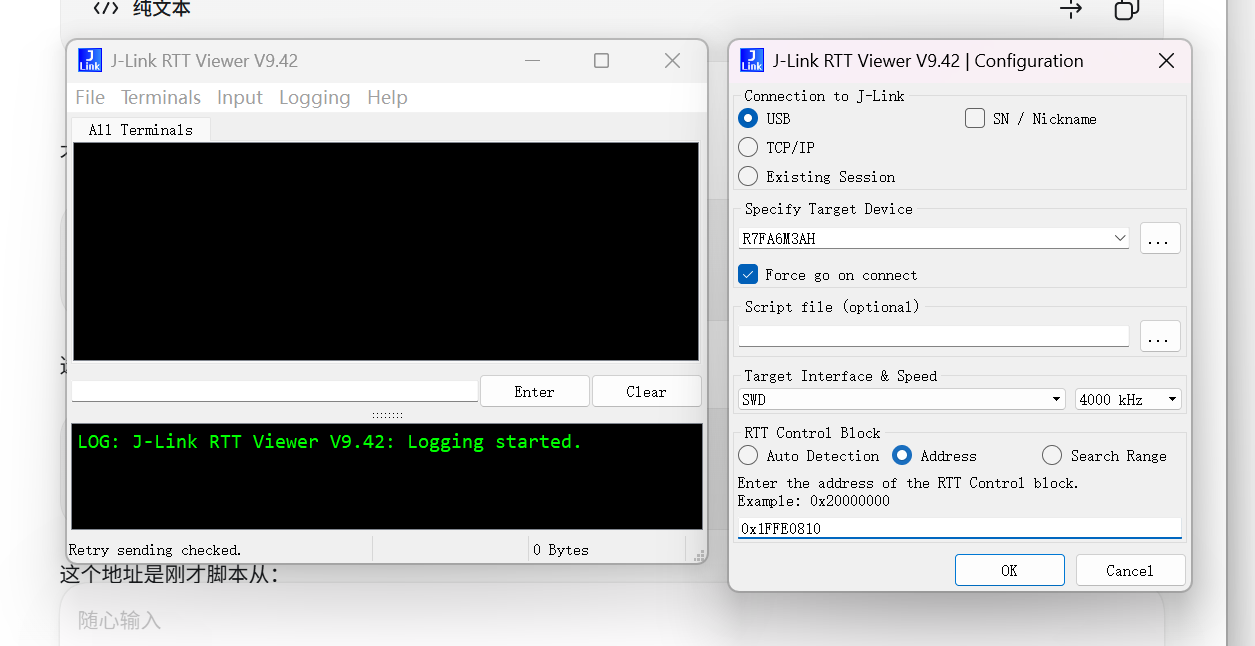 </> 纯文本
J-Link RTT Viewer V9.42
File Terminals Input Logging Help
All Terminals
Enter Clear
LOG: J-Link RTT Viewer V9.42: Logging started.
Retry sending checked. 0 Bytes
J-Link RTT Viewer V9.42 | Configuration
Connection to J-Link
USB SN / Nickname
TCP/IP
Existing Session
Specify Target Device
R7FA6M3AH ...
Force go on connect
Script file (optional)
...
Target Interface & Speed
SWD 4000 kHz
RTT Control Block
Auto Detection Address Search Range
Enter the address of the RTT Control block.
Example: 0x20000000
0x1FFE0810
OK Cancel
这个地址是刚才脚本从：
随心输入